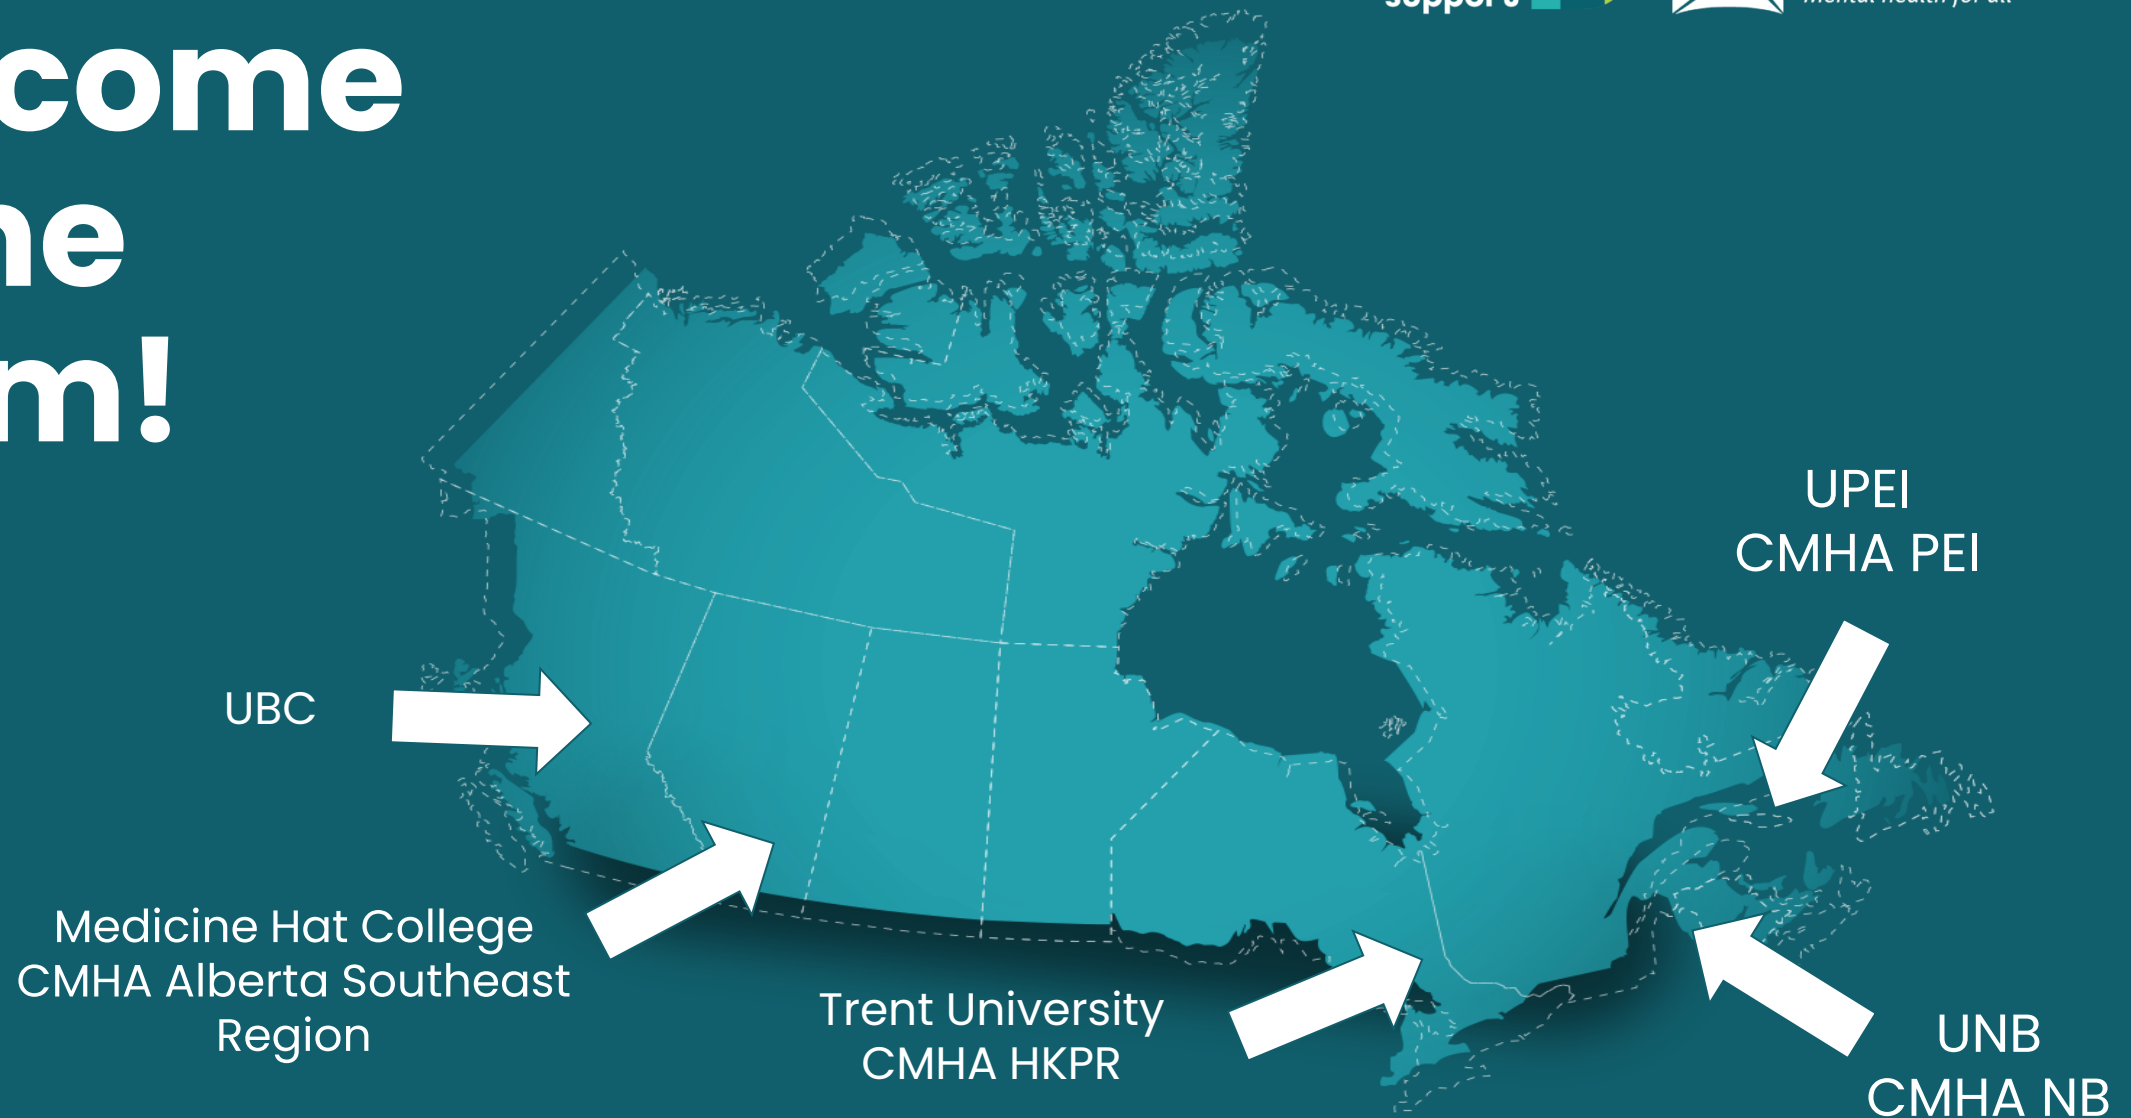 come
ne
m!
UPEI
CMHA PEI
UBC
Medicine Hat College
CMHA Alberta Southeast
Region
Trent University
CMHA HKPR
UNB
CMHA NB